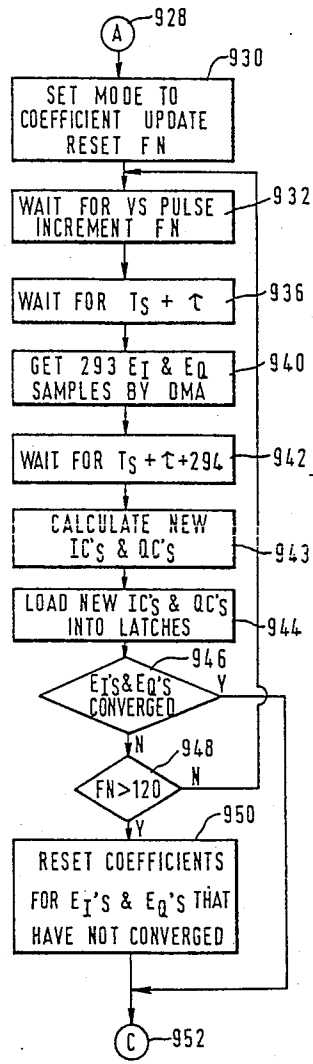 A 928
930
SET MODE TO
COEFFICIENT UPDATE
RESET FN
WAIT FOR VS PULSE
INCREMENT FN
932
WAIT FOR TS + τ
936
GET 293 EI & EQ
SAMPLES BY DMA
940
WAIT FOR TS + τ + 294
942
CALCULATE NEW
IC'S & QC'S
943
LOAD NEW IC'S & QC'S
INTO LATCHES
944
946
EI'S & EQ'S
CONVERGED
Y
N
948
FN>120
N
Y
950
RESET COEFFICIENTS
FOR EI'S & EQ'S THAT
HAVE NOT CONVERGED
C 952